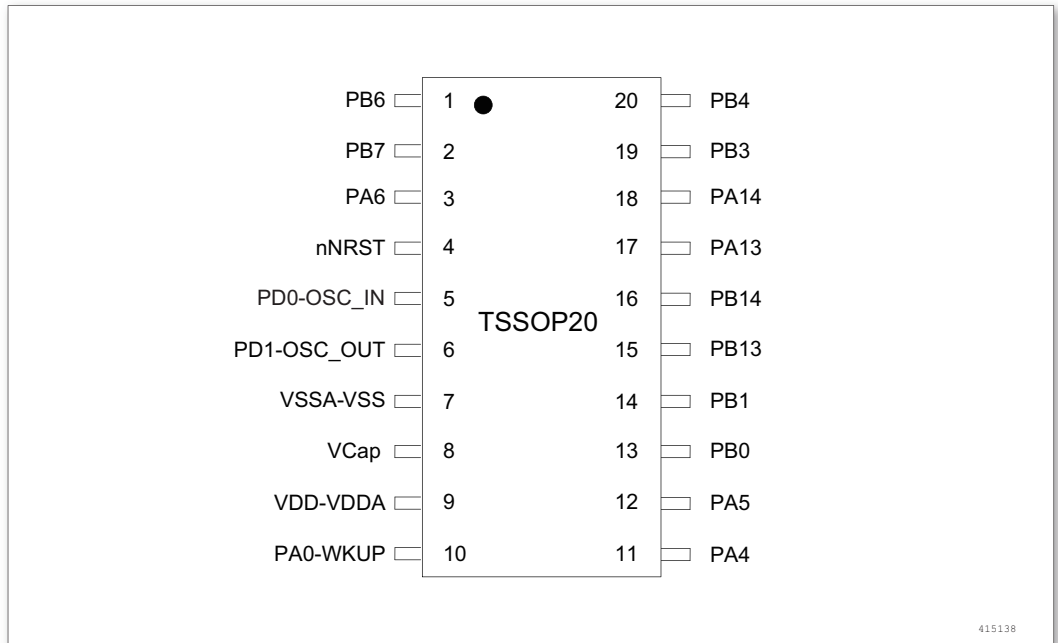 PB6 1 20 PB4
PB7 2 19 PB3
PA6 3 18 PA14
nNRST 4 17 PA13
PD0-OSC_IN 5 16 PB14
TSSOP20
PD1-OSC_OUT 6 15 PB13
VSSA-VSS 7 14 PB1
VCap 8 13 PB0
VDD-VDDA 9 12 PA5
PA0-WKUP 10 11 PA4
415138